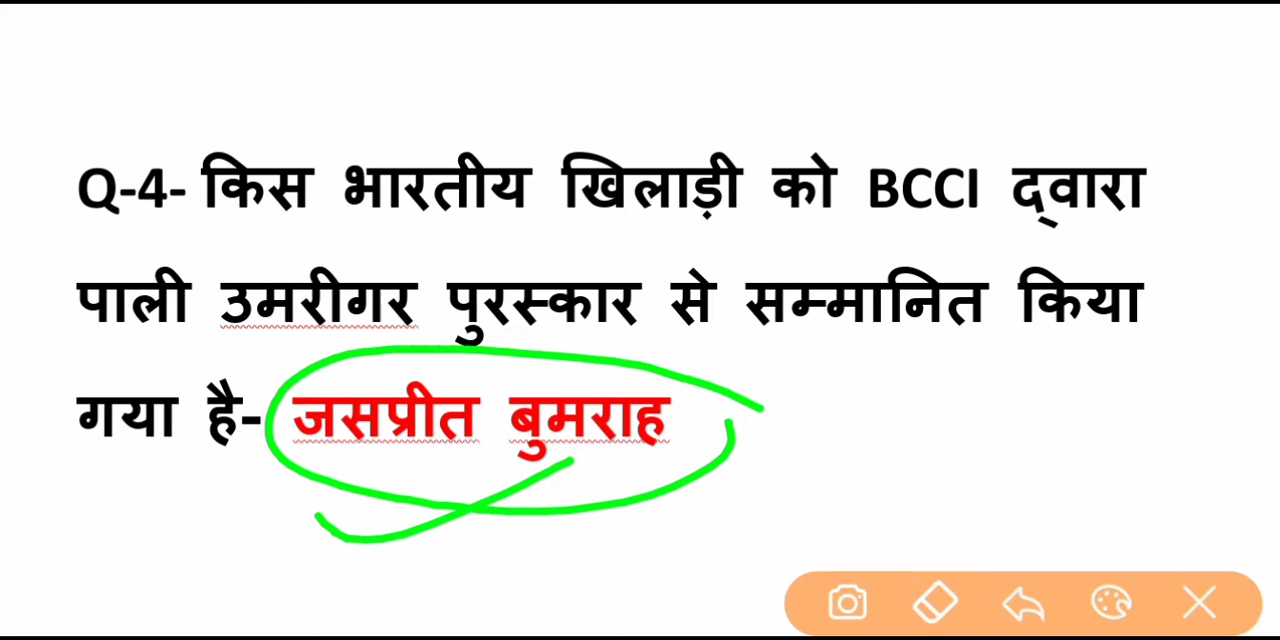 Q-4- किस भारतीय खिलाड़ी को BCCI द्‌वारा
पाली उमरीगर पुरस्कार से सम्मानित किया
गया है- जसप्रीत बुमराह